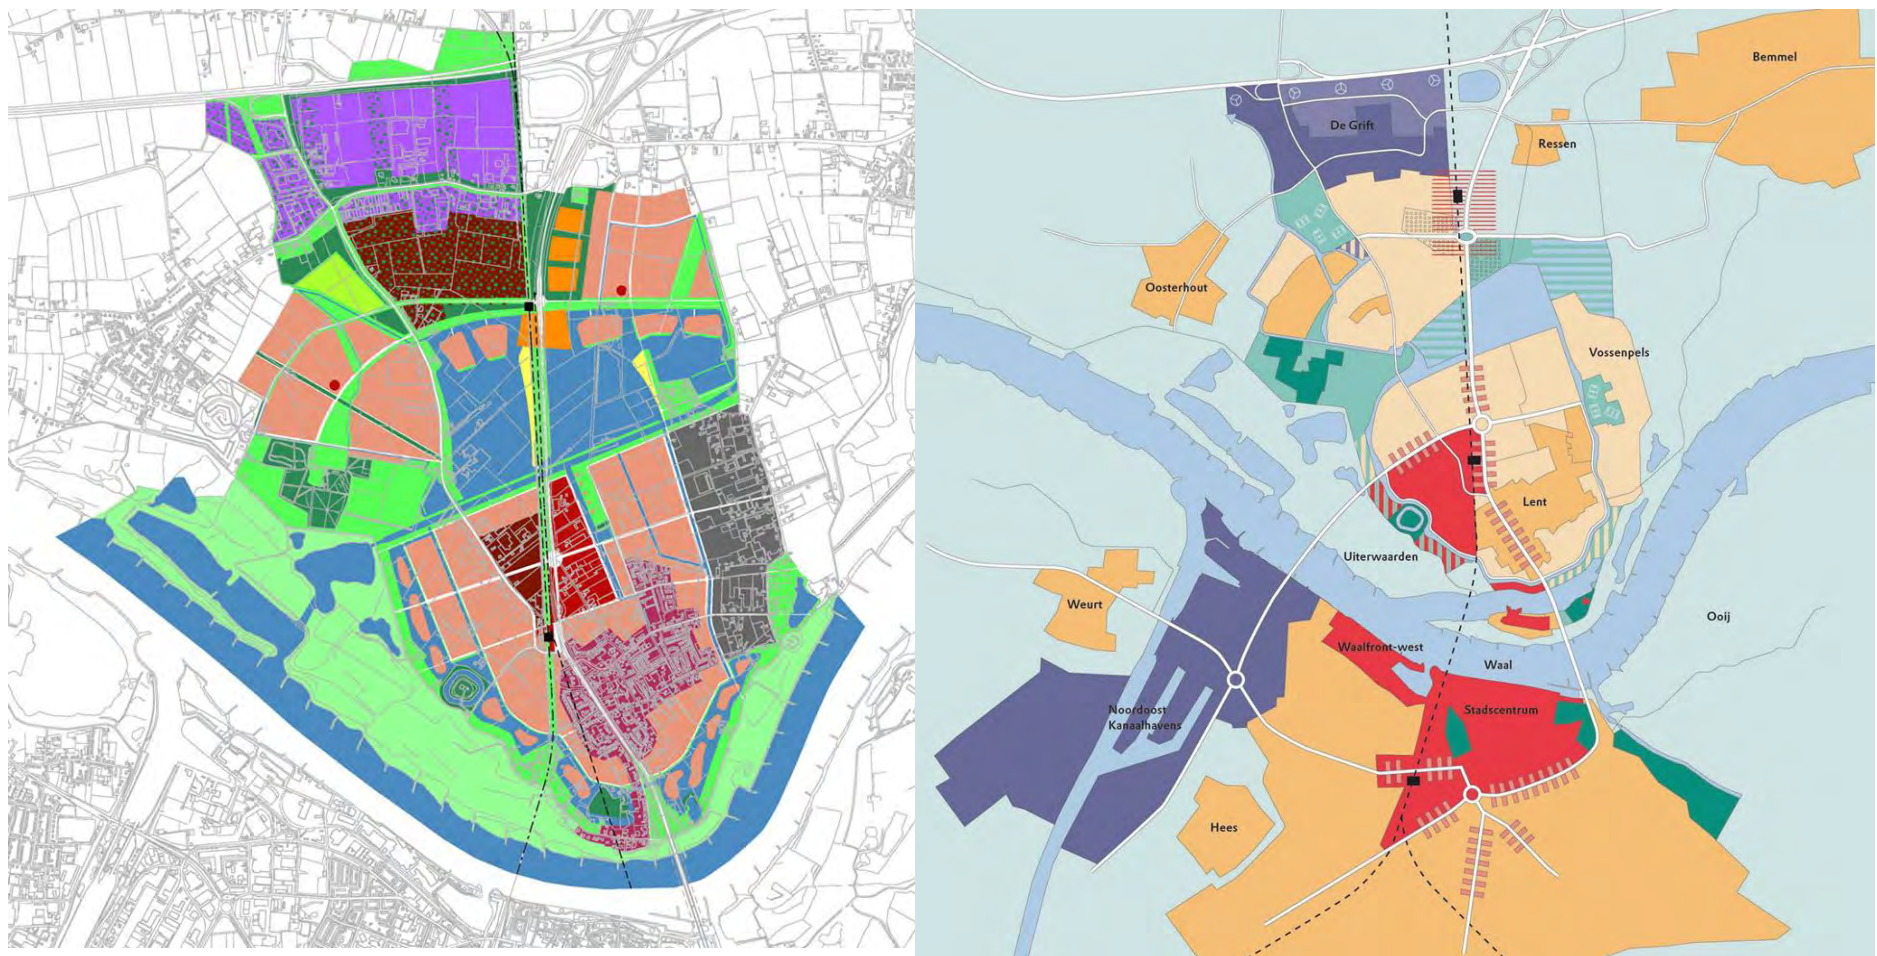 Bemmel
De Grift
Ressen
Oosterhout
Vossenpels
Lent
Uiterwaarden
Weurt
Ooij
Waalfront-west
Waal
Noordoost
Kanaalhavens
Stadscentrum
Hees